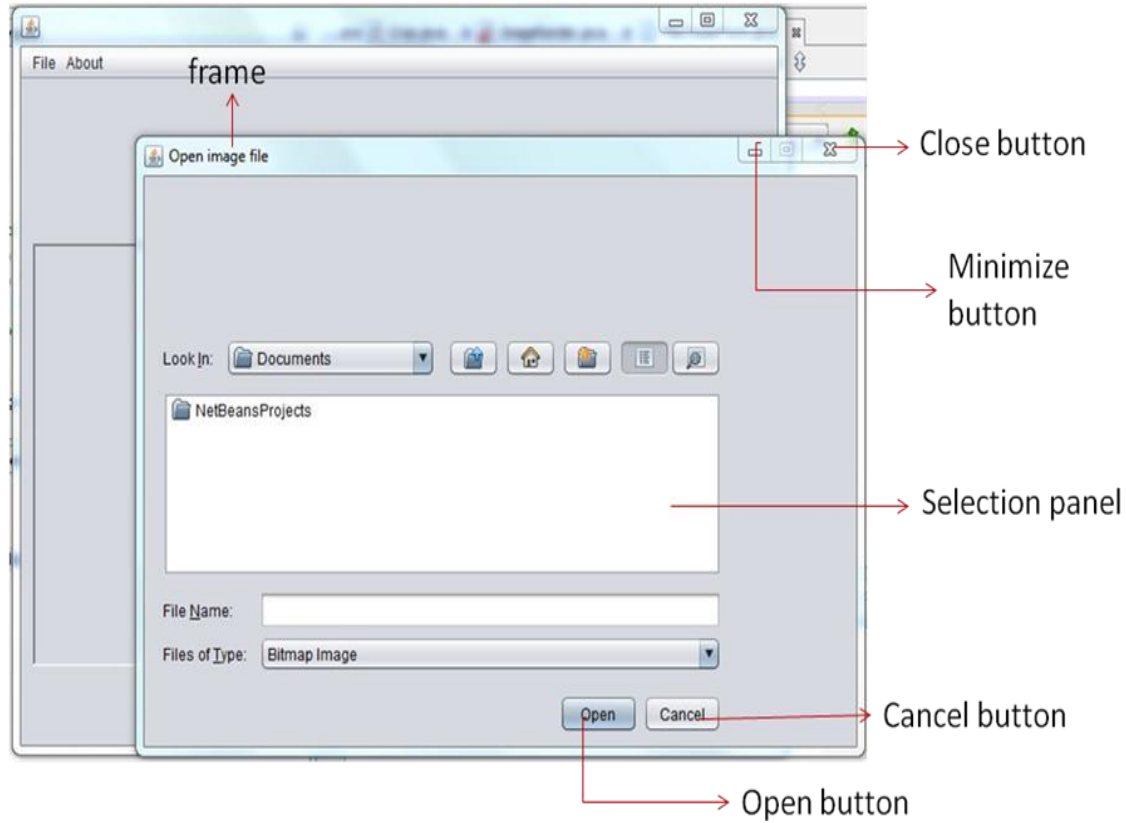 File About
frame
Open image file
Close button
Minimize
button
Look In: Documents
NetBeansProjects
Selection panel
File Name:
Files of Type: Bitmap Image
Open Cancel
Cancel button
Open button